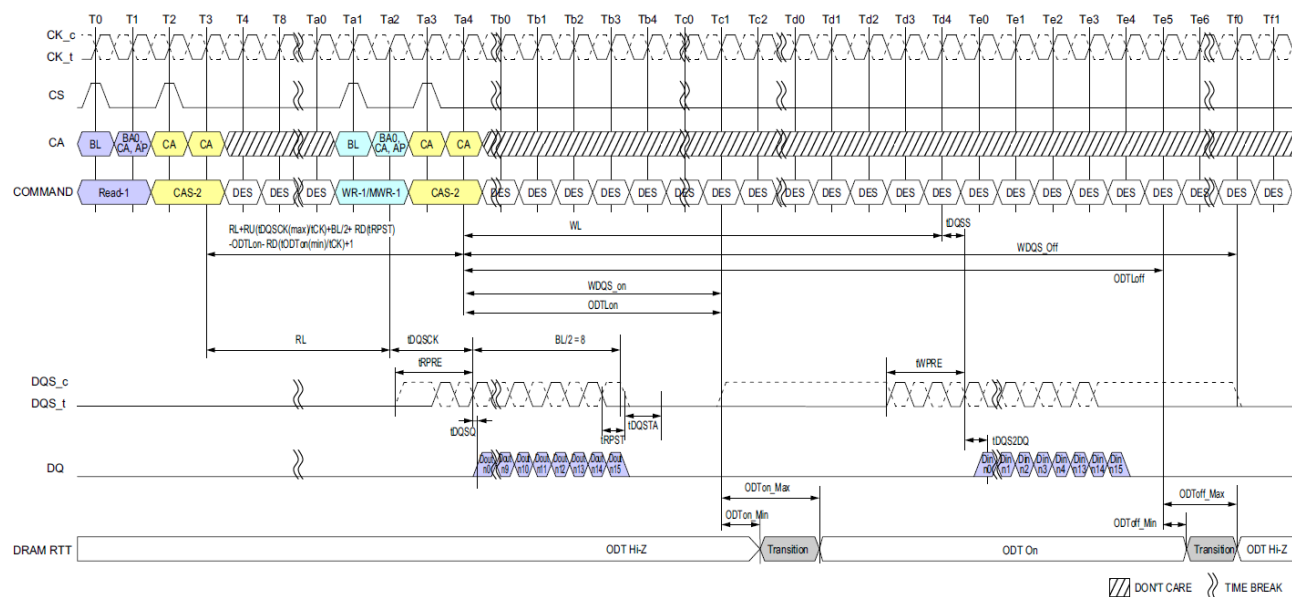 T0 T1 T2 T3 T4 T8 Ta0 Ta1 Ta2 Ta3 Ta4 Tb0 Tb1 Tb2 Tb3 Tb4 Tc0 Tc1 Tc2 Td0 Td1 Td2 Td3 Td4 Te0 Te1 Te2 Te3 Te4 Te5 Te6 Tf0 Tf1
CK_c
CK_t
CS
CA BL BA0, CA, AP CA CA BL BA0, CA, AP CA CA
COMMAND Read-1 CAS-2 DES DES DES WR-1/MWR-1 CAS-2 DES DES DES DES DES DES DES DES DES DES DES DES DES DES DES DES DES DES DES DES DES DES
RL+RU(tDQSCK(max)/tCK)+BL/2+ RD(tRPST)
-ODTLon- RD(tODTon(min)/tCK)+1
WL tDQSS
WDQS_Off
ODTLoff
WDQS_on
ODTLon
RL tDQSCK BL/2 = 8
tRPRE tWPRE
DQS_c
DQS_t
tDQSQ tRPST tDQSTA tDQS2DQ
DQ Dout n0 Dout n9 Dout n10 Dout n11 Dout n12 Dout n13 Dout n14 Dout n15 Din n0 Din n1 Din n2 Din n3 Din n4 Din n13 Din n14 Din n15
ODTon_Max ODToff_Max
ODTon_Min ODToff_Min
DRAM RTT ODT Hi-Z Transition ODT On Transition ODT Hi-Z
DON'T CARE TIME BREAK